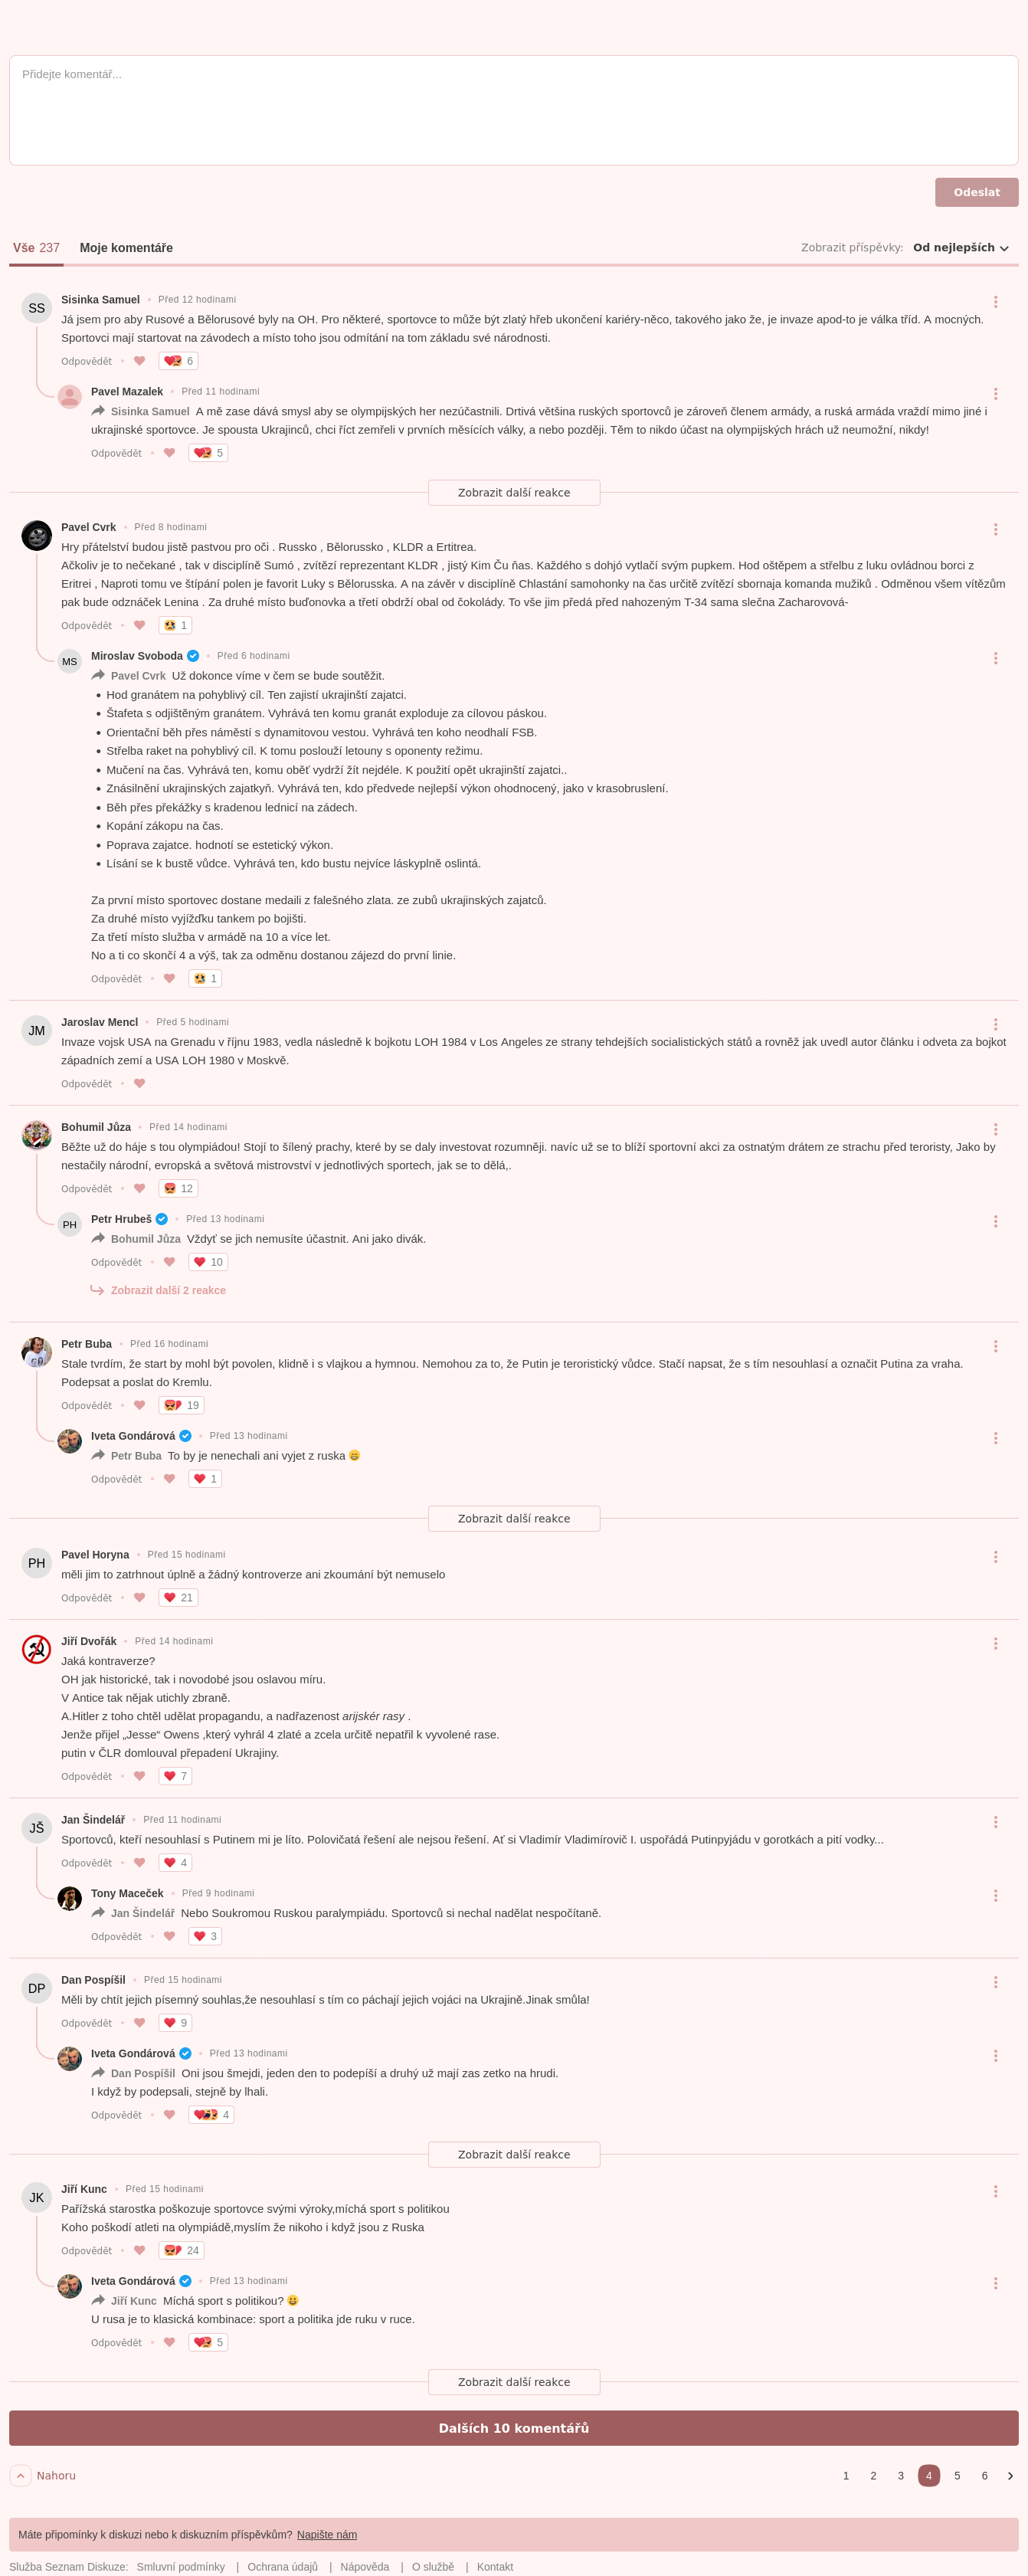 Přidejte komentář...
Odeslat
Vše 237 Moje komentáře Zobrazit příspěvky: Od nejlepších
SS Sisinka Samuel • Před 12 hodinami
Já jsem pro aby Rusové a Bělorusové byly na OH. Pro některé, sportovce to může být zlatý hřeb ukončení kariéry-něco, takového jako že, je invaze apod-to je válka tříd. A mocných.
Sportovci mají startovat na závodech a místo toho jsou odmítání na tom základu své národnosti.
Odpovědět • 6
Pavel Mazalek • Před 11 hodinami
Sisinka Samuel A mě zase dává smysl aby se olympijských her nezúčastnili. Drtivá většina ruských sportovců je zároveň členem armády, a ruská armáda vraždí mimo jiné i
ukrajinské sportovce. Je spousta Ukrajinců, chci říct zemřeli v prvních měsících války, a nebo později. Těm to nikdo účast na olympijských hrách už neumožní, nikdy!
Odpovědět • 5
Zobrazit další reakce
Pavel Cvrk • Před 8 hodinami
Hry přátelství budou jistě pastvou pro oči . Russko , Bělorussko , KLDR a Ertitrea.
Ačkoliv je to nečekané , tak v disciplíně Sumó , zvítězí reprezentant KLDR , jistý Kim Ču ňas. Každého s dohjó vytlačí svým pupkem. Hod oštěpem a střelbu z luku ovládnou borci z
Eritrei , Naproti tomu ve štípání polen je favorit Luky s Bělorusska. A na závěr v disciplíně Chlastání samohonky na čas určitě zvítězí sbornaja komanda mužiků . Odměnou všem vítězům
pak bude odznáček Lenina . Za druhé místo buďonovka a třetí obdrží obal od čokolády. To vše jim předá před nahozeným T-34 sama slečna Zacharovová-
Odpovědět • 1
MS Miroslav Svoboda • Před 6 hodinami
Pavel Cvrk Už dokonce víme v čem se bude soutěžit.
• Hod granátem na pohyblivý cíl. Ten zajistí ukrajinští zajatci.
• Štafeta s odjištěným granátem. Vyhrává ten komu granát exploduje za cílovou páskou.
• Orientační běh přes náměstí s dynamitovou vestou. Vyhrává ten koho neodhalí FSB.
• Střelba raket na pohyblivý cíl. K tomu poslouží letouny s oponenty režimu.
• Mučení na čas. Vyhrává ten, komu oběť vydrží žít nejdéle. K použití opět ukrajinští zajatci..
• Znásilnění ukrajinských zajatkyň. Vyhrává ten, kdo předvede nejlepší výkon ohodnocený, jako v krasobruslení.
• Běh přes překážky s kradenou lednicí na zádech.
• Kopání zákopu na čas.
• Poprava zajatce. hodnotí se estetický výkon.
• Lísání se k bustě vůdce. Vyhrává ten, kdo bustu nejvíce láskyplně oslintá.
Za první místo sportovec dostane medaili z falešného zlata. ze zubů ukrajinských zajatců.
Za druhé místo vyjížďku tankem po bojišti.
Za třetí místo služba v armádě na 10 a více let.
No a ti co skončí 4 a výš, tak za odměnu dostanou zájezd do první linie.
Odpovědět • 1
JM Jaroslav Mencl • Před 5 hodinami
Invaze vojsk USA na Grenadu v říjnu 1983, vedla následně k bojkotu LOH 1984 v Los Angeles ze strany tehdejších socialistických států a rovněž jak uvedl autor článku i odveta za bojkot
západních zemí a USA LOH 1980 v Moskvě.
Odpovědět •
Bohumil Jůza • Před 14 hodinami
Běžte už do háje s tou olympiádou! Stojí to šílený prachy, které by se daly investovat rozumněji. navíc už se to blíží sportovní akci za ostnatým drátem ze strachu před teroristy, Jako by
nestačily národní, evropská a světová mistrovství v jednotlivých sportech, jak se to dělá,.
Odpovědět • 12
PH Petr Hrubeš • Před 13 hodinami
Bohumil Jůza Vždyť se jich nemusíte účastnit. Ani jako divák.
Odpovědět • 10
Zobrazit další 2 reakce
Petr Buba • Před 16 hodinami
Stale tvrdím, že start by mohl být povolen, klidně i s vlajkou a hymnou. Nemohou za to, že Putin je teroristický vůdce. Stačí napsat, že s tím nesouhlasí a označit Putina za vraha.
Podepsat a poslat do Kremlu.
Odpovědět • 19
Iveta Gondárová • Před 13 hodinami
Petr Buba To by je nenechali ani vyjet z ruska 😄
Odpovědět • 1
Zobrazit další reakce
PH Pavel Horyna • Před 15 hodinami
měli jim to zatrhnout úplně a žádný kontroverze ani zkoumání být nemuselo
Odpovědět • 21
Jiří Dvořák • Před 14 hodinami
Jaká kontraverze?
OH jak historické, tak i novodobé jsou oslavou míru.
V Antice tak nějak utichly zbraně.
A.Hitler z toho chtěl udělat propagandu, a nadřazenost arijskér rasy .
Jenže přijel „Jesse“ Owens ,který vyhrál 4 zlaté a zcela určitě nepatřil k vyvolené rase.
putin v ČLR domlouval přepadení Ukrajiny.
Odpovědět • 7
JŠ Jan Šindelář • Před 11 hodinami
Sportovců, kteří nesouhlasí s Putinem mi je líto. Polovičatá řešení ale nejsou řešení. Ať si Vladimír Vladimírovič I. uspořádá Putinpyjádu v gorotkách a pití vodky...
Odpovědět • 4
Tony Maceček • Před 9 hodinami
Jan Šindelář Nebo Soukromou Ruskou paralympiádu. Sportovců si nechal nadělat nespočítaně.
Odpovědět • 3
DP Dan Pospíšil • Před 15 hodinami
Měli by chtít jejich písemný souhlas,že nesouhlasí s tím co páchají jejich vojáci na Ukrajině.Jinak smůla!
Odpovědět • 9
Iveta Gondárová • Před 13 hodinami
Dan Pospíšil Oni jsou šmejdi, jeden den to podepíší a druhý už mají zas zetko na hrudi.
I když by podepsali, stejně by lhali.
Odpovědět • 4
Zobrazit další reakce
JK Jiří Kunc • Před 15 hodinami
Pařížská starostka poškozuje sportovce svými výroky,míchá sport s politikou
Koho poškodí atleti na olympiádě,myslím že nikoho i když jsou z Ruska
Odpovědět • 24
Iveta Gondárová • Před 13 hodinami
Jiří Kunc Míchá sport s politikou? 😀
U rusa je to klasická kombinace: sport a politika jde ruku v ruce.
Odpovědět • 5
Zobrazit další reakce
Dalších 10 komentářů
Nahoru 1 2 3 4 5 6
Máte připomínky k diskuzi nebo k diskuzním příspěvkům? Napište nám
Služba Seznam Diskuze: Smluvní podmínky | Ochrana údajů | Nápověda | O službě | Kontakt